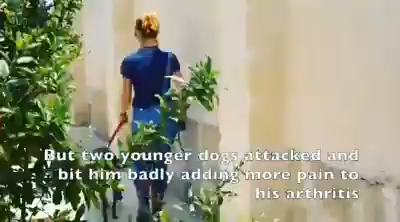 But two younger dogs attacked and
bit him badly adding more pain to
his arthritis